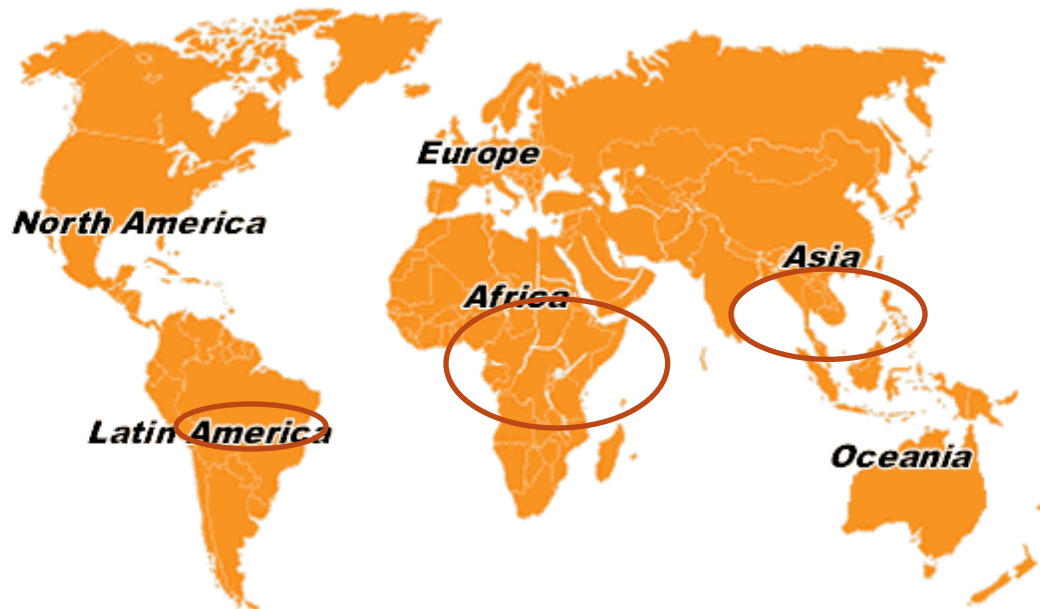 Europe
North America
Asia
Africa
Latin America
Oceania